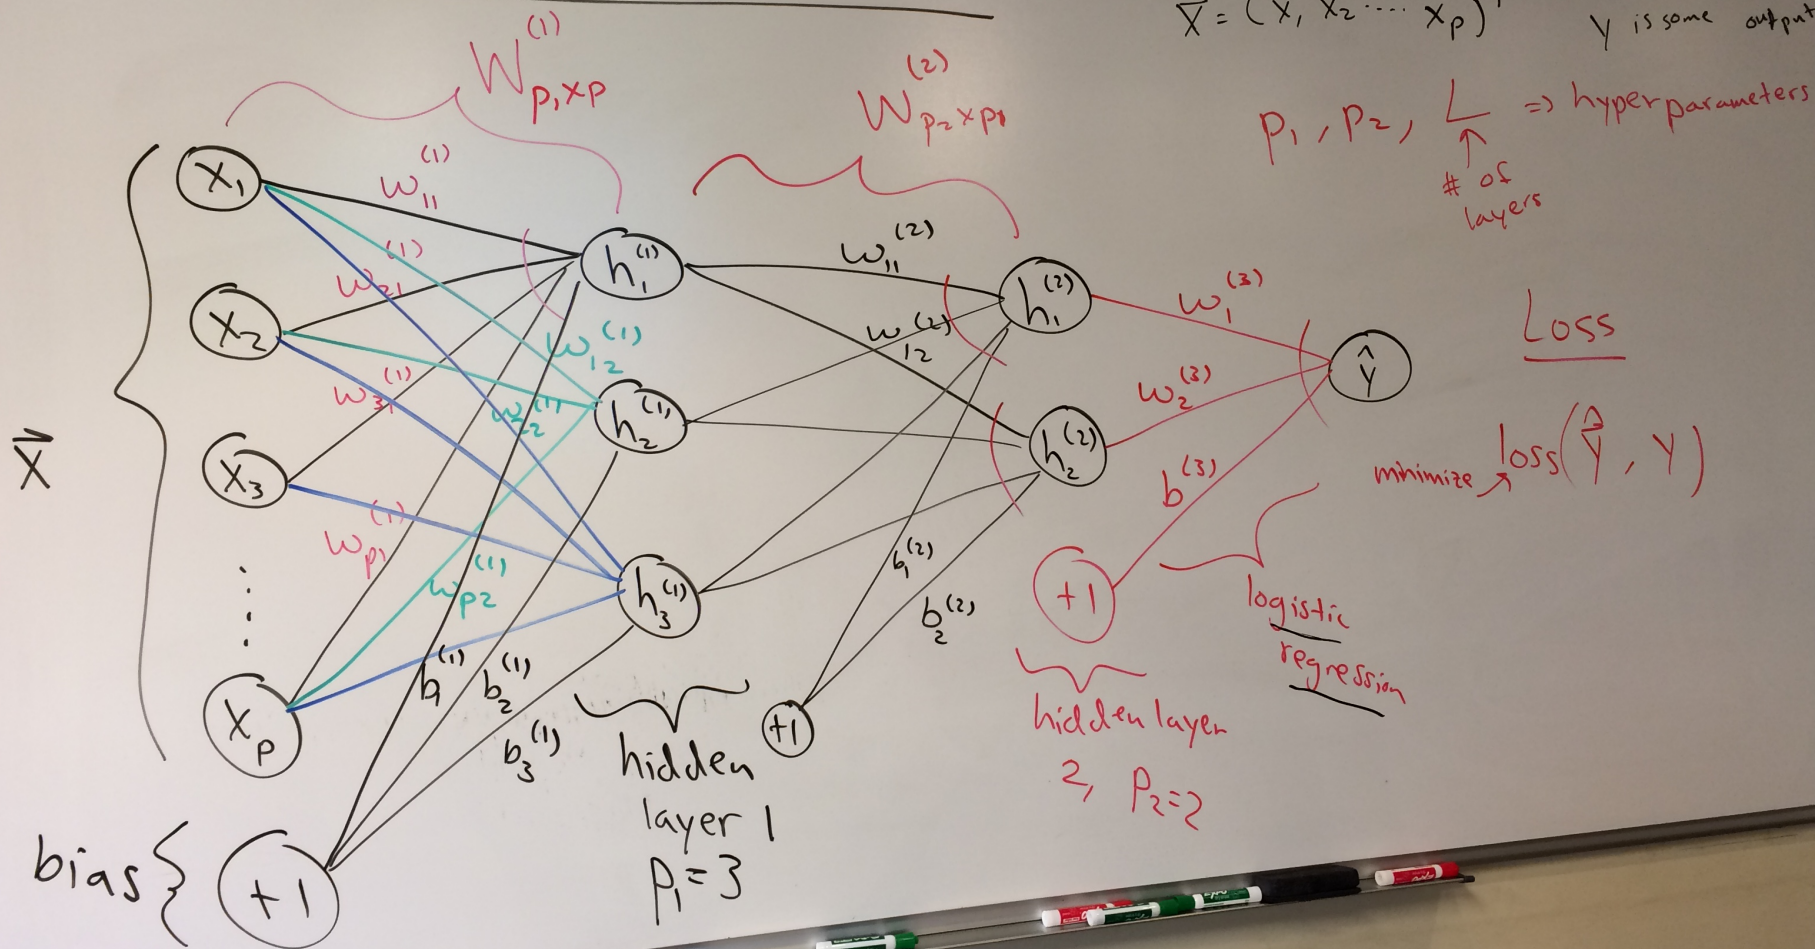 X̄ = (X₁ X₂ .... Xₚ)'
Y is some output
W⁽¹⁾ p₁xp
W⁽²⁾ p₂xp₁
p₁, p₂, L => hyperparameters
↑
# of
layers
X⃗
X₁
X₂
X₃
⋮
Xₚ
bias { +1
w₁₁⁽¹⁾
w₂₁⁽¹⁾
w₃₁⁽¹⁾
wₚ₁⁽¹⁾
w₁₂⁽¹⁾
w₂₂⁽¹⁾
wₚ₂⁽¹⁾
b₁⁽¹⁾
b₂⁽¹⁾
b₃⁽¹⁾
h₁⁽¹⁾
h₂⁽¹⁾
h₃⁽¹⁾
hidden
layer 1
p₁=3
+1
w₁₁⁽²⁾
w₁₂⁽²⁾
b₁⁽²⁾
b₂⁽²⁾
h₁⁽²⁾
h₂⁽²⁾
+1
hidden layer
2, P₂=2
w₁⁽³⁾
w₂⁽³⁾
b⁽³⁾
Ŷ
logistic
regression
Loss
minimize loss(Ŷ, Y)